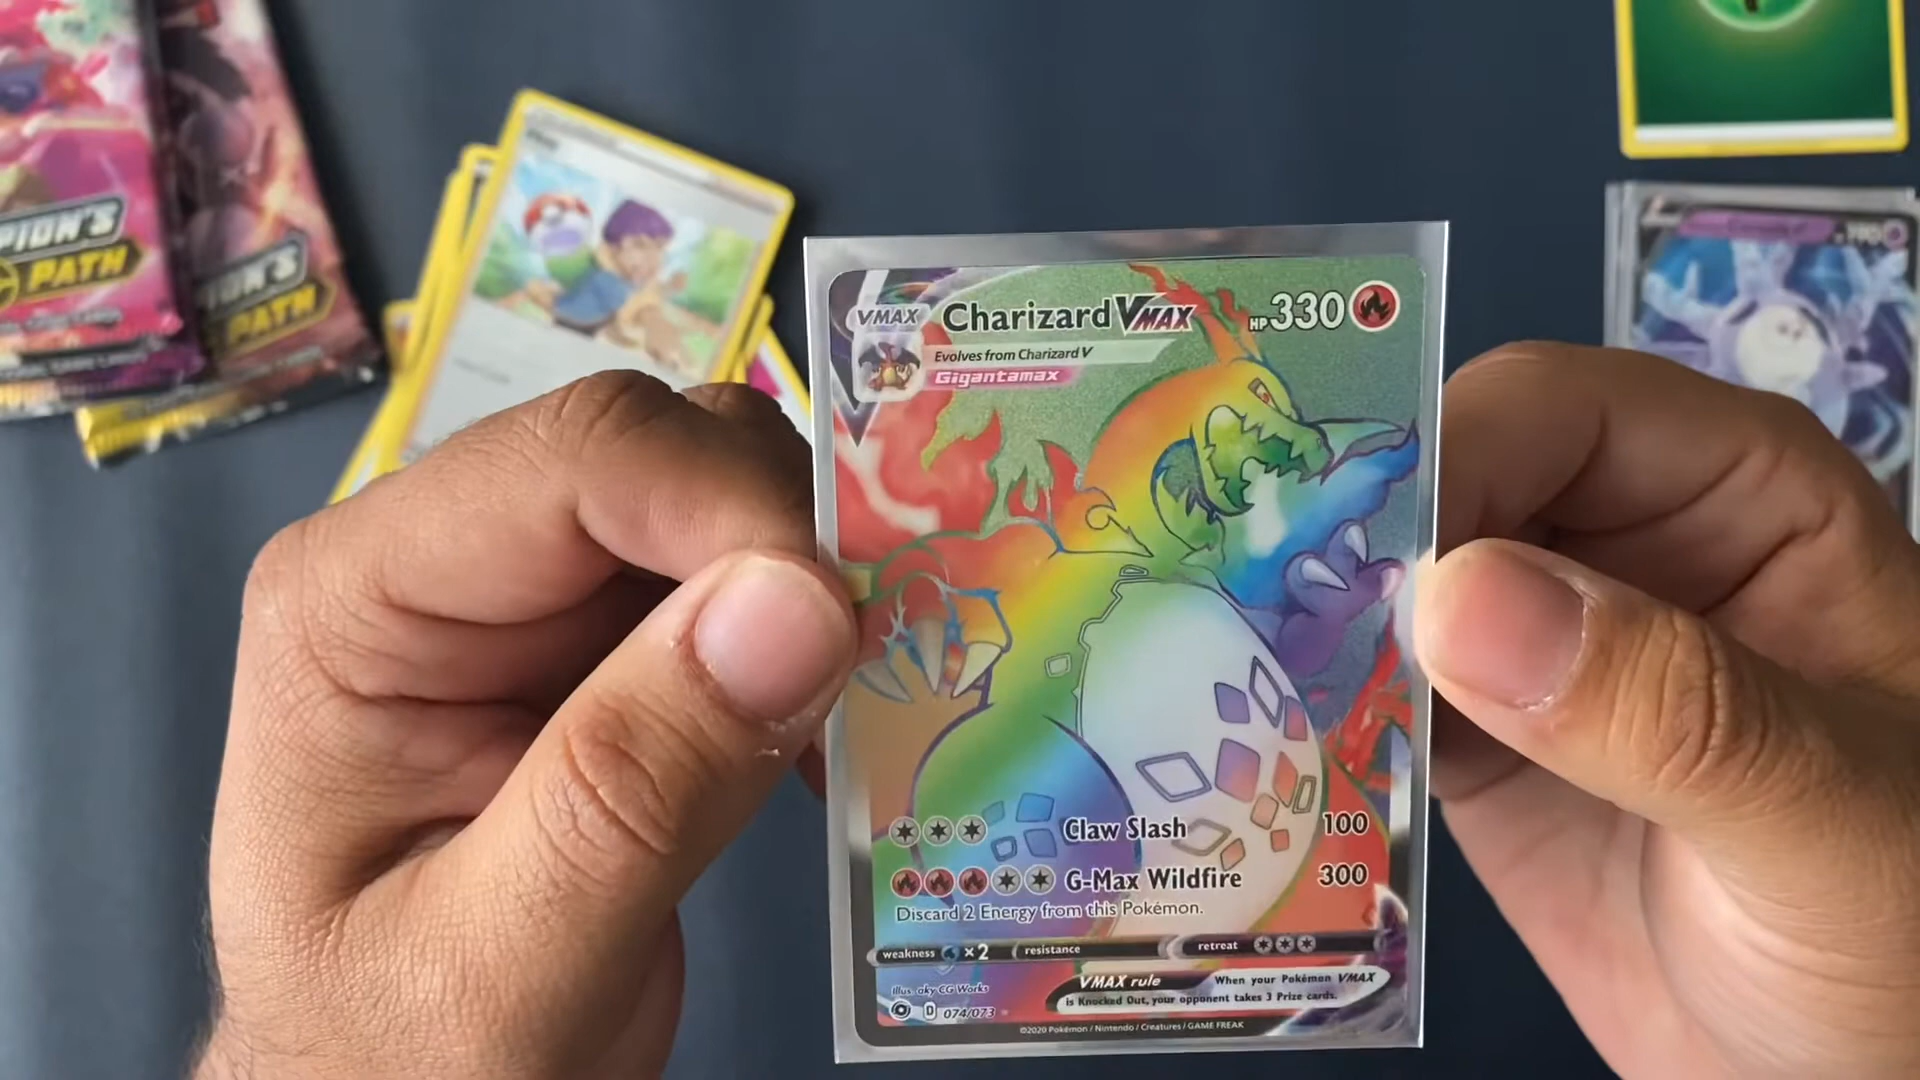 PION'S
PATH
ION'S
PATH
VMAX
Charizard VMAX
HP 330
Evolves from Charizard V
Gigantamax
Claw Slash 100
G-Max Wildfire 300
Discard 2 Energy from this Pokémon.
weakness ×2 resistance retreat
VMAX rule When your Pokémon VMAX
is Knocked Out, your opponent takes 3 Prize cards.
Illus. aky CG Works
D 074/073
©2020 Pokémon / Nintendo / Creatures / GAME FREAK